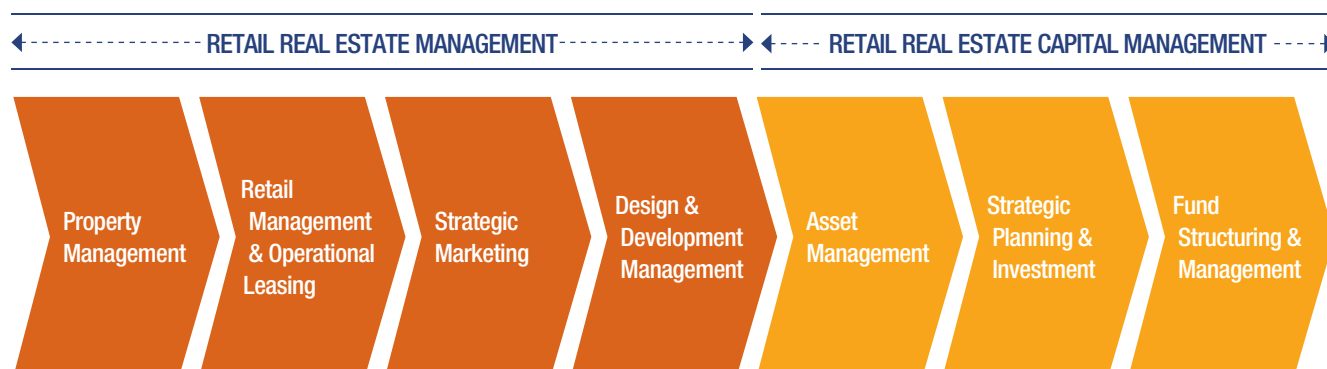 RETAIL REAL ESTATE MANAGEMENT
RETAIL REAL ESTATE CAPITAL MANAGEMENT
Property
Management
Retail
Management
& Operational
Leasing
Strategic
Marketing
Design &
Development
Management
Asset
Management
Strategic
Planning &
Investment
Fund
Structuring &
Management